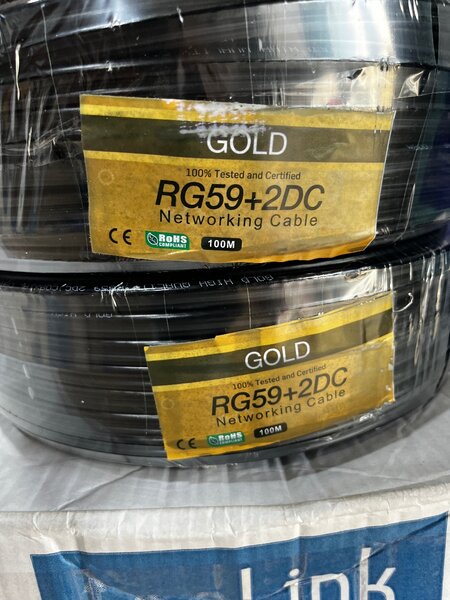 GOLD
100% Tested and Certified
RG59+2DC
Networking Cable
CE RoHS COMPLIANT 100M
GOLD
100% Tested and Certified
RG59+2DC
Networking Cable
CE RoHS COMPLIANT 100M
Link